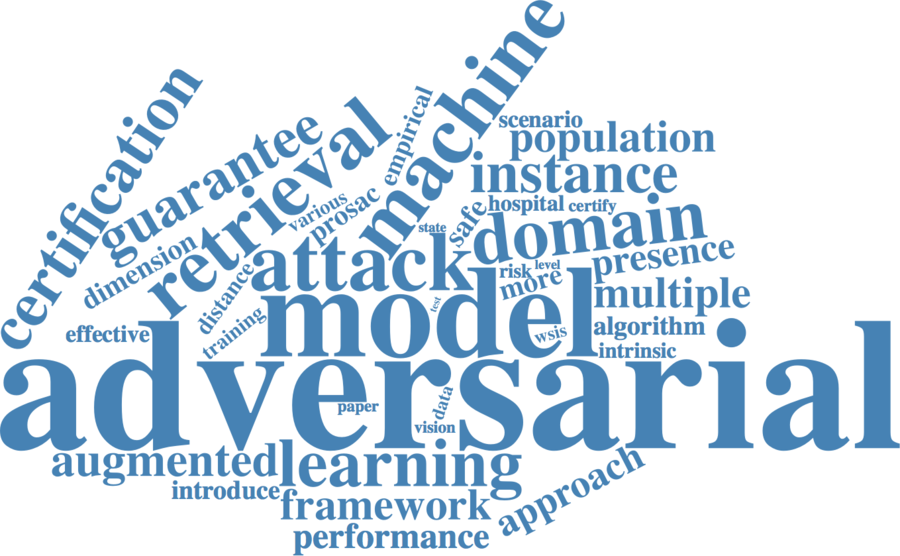 machine
certification
scenario
population
guarantee
retrieval
empirical
instance
various
prosac
hospital
certify
safe
state
domain
dimension
attack
presence
distance
risk
level
more
model
test
multiple
training
effective
wsis
algorithm
intrinsic
adversarial
paper
data
vision
augmented
learning
introduce
approach
framework
performance